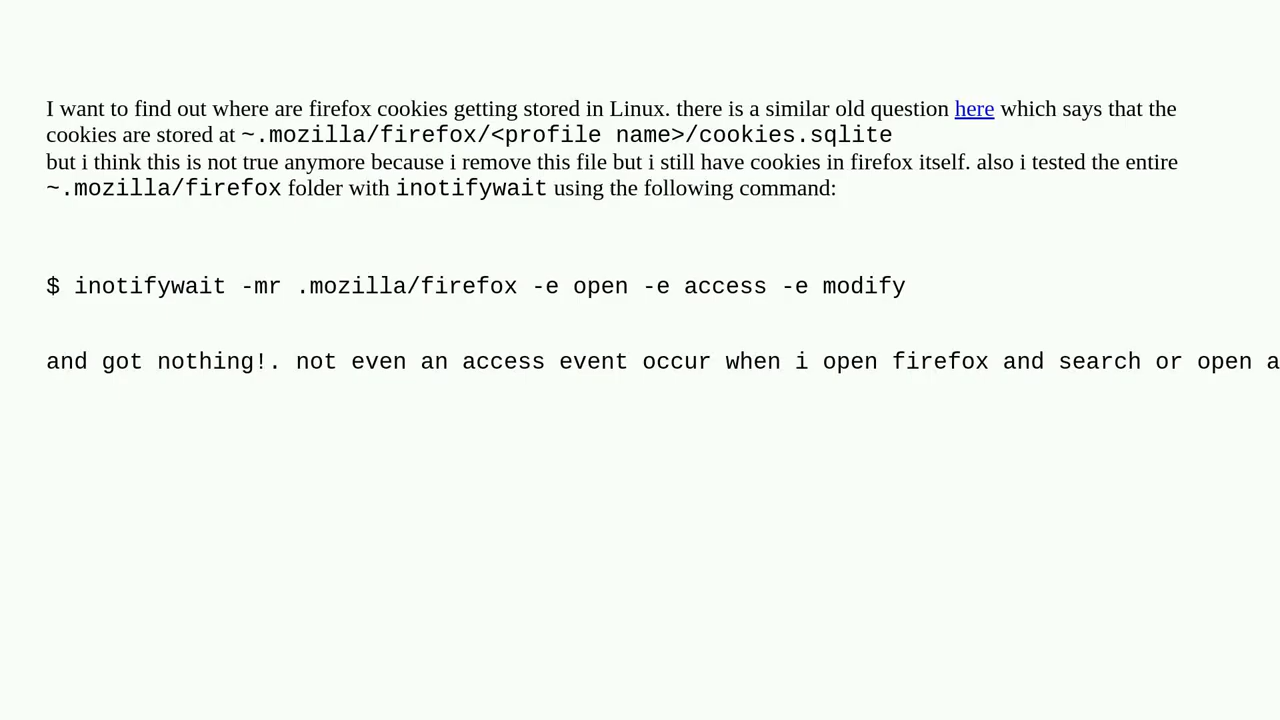 I want to find out where are firefox cookies getting stored in Linux. there is a similar old question here which says that the
cookies are stored at ~.mozilla/firefox/<profile name>/cookies.sqlite
but i think this is not true anymore because i remove this file but i still have cookies in firefox itself. also i tested the entire
~.mozilla/firefox folder with inotifywait using the following command:
$ inotifywait -mr .mozilla/firefox -e open -e access -e modify
and got nothing!. not even an access event occur when i open firefox and search or open a